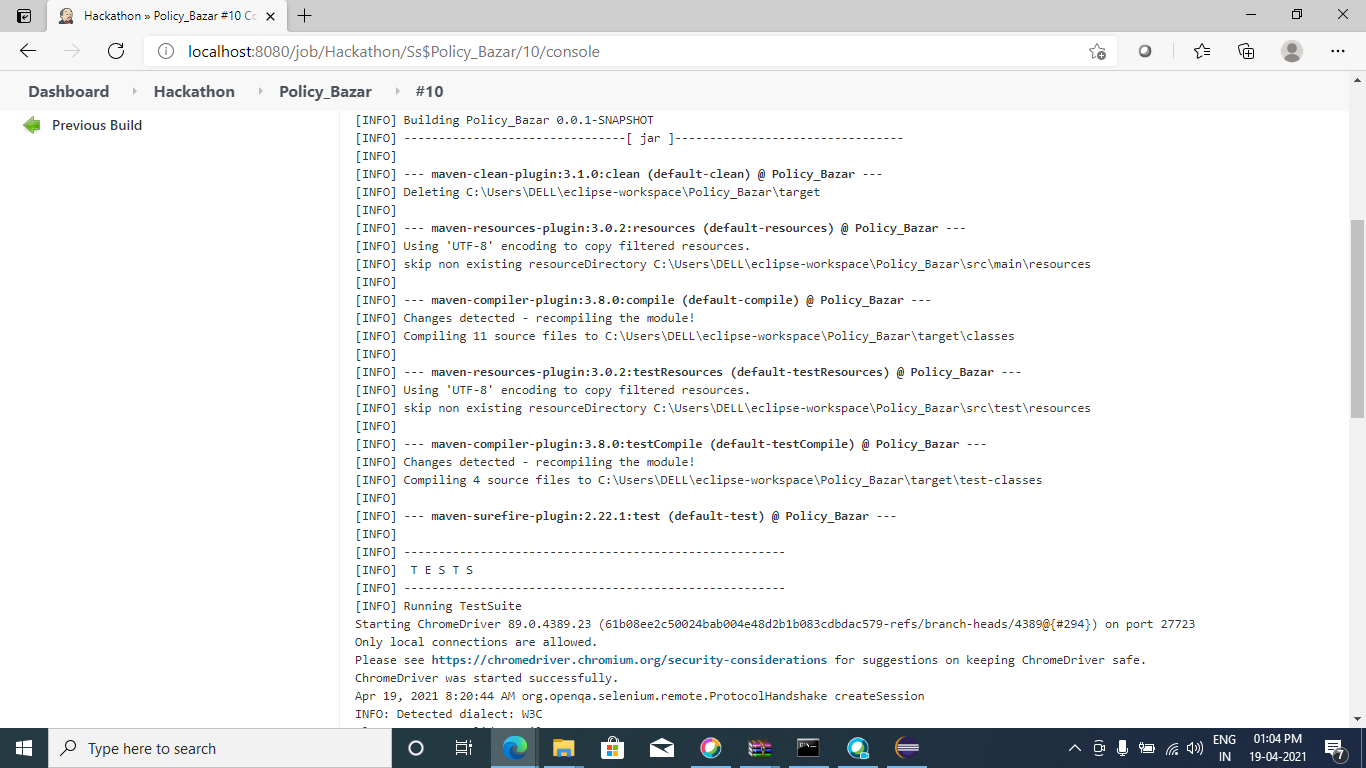 Hackathon » Policy_Bazar #10 Co
localhost:8080/job/Hackathon/Ss$Policy_Bazar/10/console
Dashboard Hackathon Policy_Bazar #10
Previous Build
[INFO] Building Policy_Bazar 0.0.1-SNAPSHOT
[INFO] --------------------------------[ jar ]---------------------------------
[INFO]
[INFO] --- maven-clean-plugin:3.1.0:clean (default-clean) @ Policy_Bazar ---
[INFO] Deleting C:\Users\DELL\eclipse-workspace\Policy_Bazar\target
[INFO]
[INFO] --- maven-resources-plugin:3.0.2:resources (default-resources) @ Policy_Bazar ---
[INFO] Using 'UTF-8' encoding to copy filtered resources.
[INFO] skip non existing resourceDirectory C:\Users\DELL\eclipse-workspace\Policy_Bazar\src\main\resources
[INFO]
[INFO] --- maven-compiler-plugin:3.8.0:compile (default-compile) @ Policy_Bazar ---
[INFO] Changes detected - recompiling the module!
[INFO] Compiling 11 source files to C:\Users\DELL\eclipse-workspace\Policy_Bazar\target\classes
[INFO]
[INFO] --- maven-resources-plugin:3.0.2:testResources (default-testResources) @ Policy_Bazar ---
[INFO] Using 'UTF-8' encoding to copy filtered resources.
[INFO] skip non existing resourceDirectory C:\Users\DELL\eclipse-workspace\Policy_Bazar\src\test\resources
[INFO]
[INFO] --- maven-compiler-plugin:3.8.0:testCompile (default-testCompile) @ Policy_Bazar ---
[INFO] Changes detected - recompiling the module!
[INFO] Compiling 4 source files to C:\Users\DELL\eclipse-workspace\Policy_Bazar\target\test-classes
[INFO]
[INFO] --- maven-surefire-plugin:2.22.1:test (default-test) @ Policy_Bazar ---
[INFO]
[INFO] -------------------------------------------------------
[INFO]  T E S T S
[INFO] -------------------------------------------------------
[INFO] Running TestSuite
Starting ChromeDriver 89.0.4389.23 (61b08ee2c50024bab004e48d2b1b083cdbdac579-refs/branch-heads/4389@{#294}) on port 27723
Only local connections are allowed.
Please see https://chromedriver.chromium.org/security-considerations for suggestions on keeping ChromeDriver safe.
ChromeDriver was started successfully.
Apr 19, 2021 8:20:44 AM org.openqa.selenium.remote.ProtocolHandshake createSession
INFO: Detected dialect: W3C
Type here to search
ENG
IN
01:04 PM
19-04-2021
7